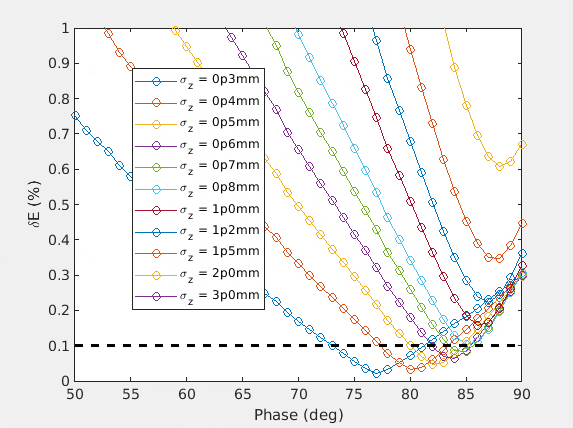 1
0.9
0.8
0.7
0.6
0.5
0.4
0.3
0.2
0.1
0
δE (%)
σz = 0p3mm
σz = 0p4mm
σz = 0p5mm
σz = 0p6mm
σz = 0p7mm
σz = 0p8mm
σz = 1p0mm
σz = 1p2mm
σz = 1p5mm
σz = 2p0mm
σz = 3p0mm
50 55 60 65 70 75 80 85 90
Phase (deg)